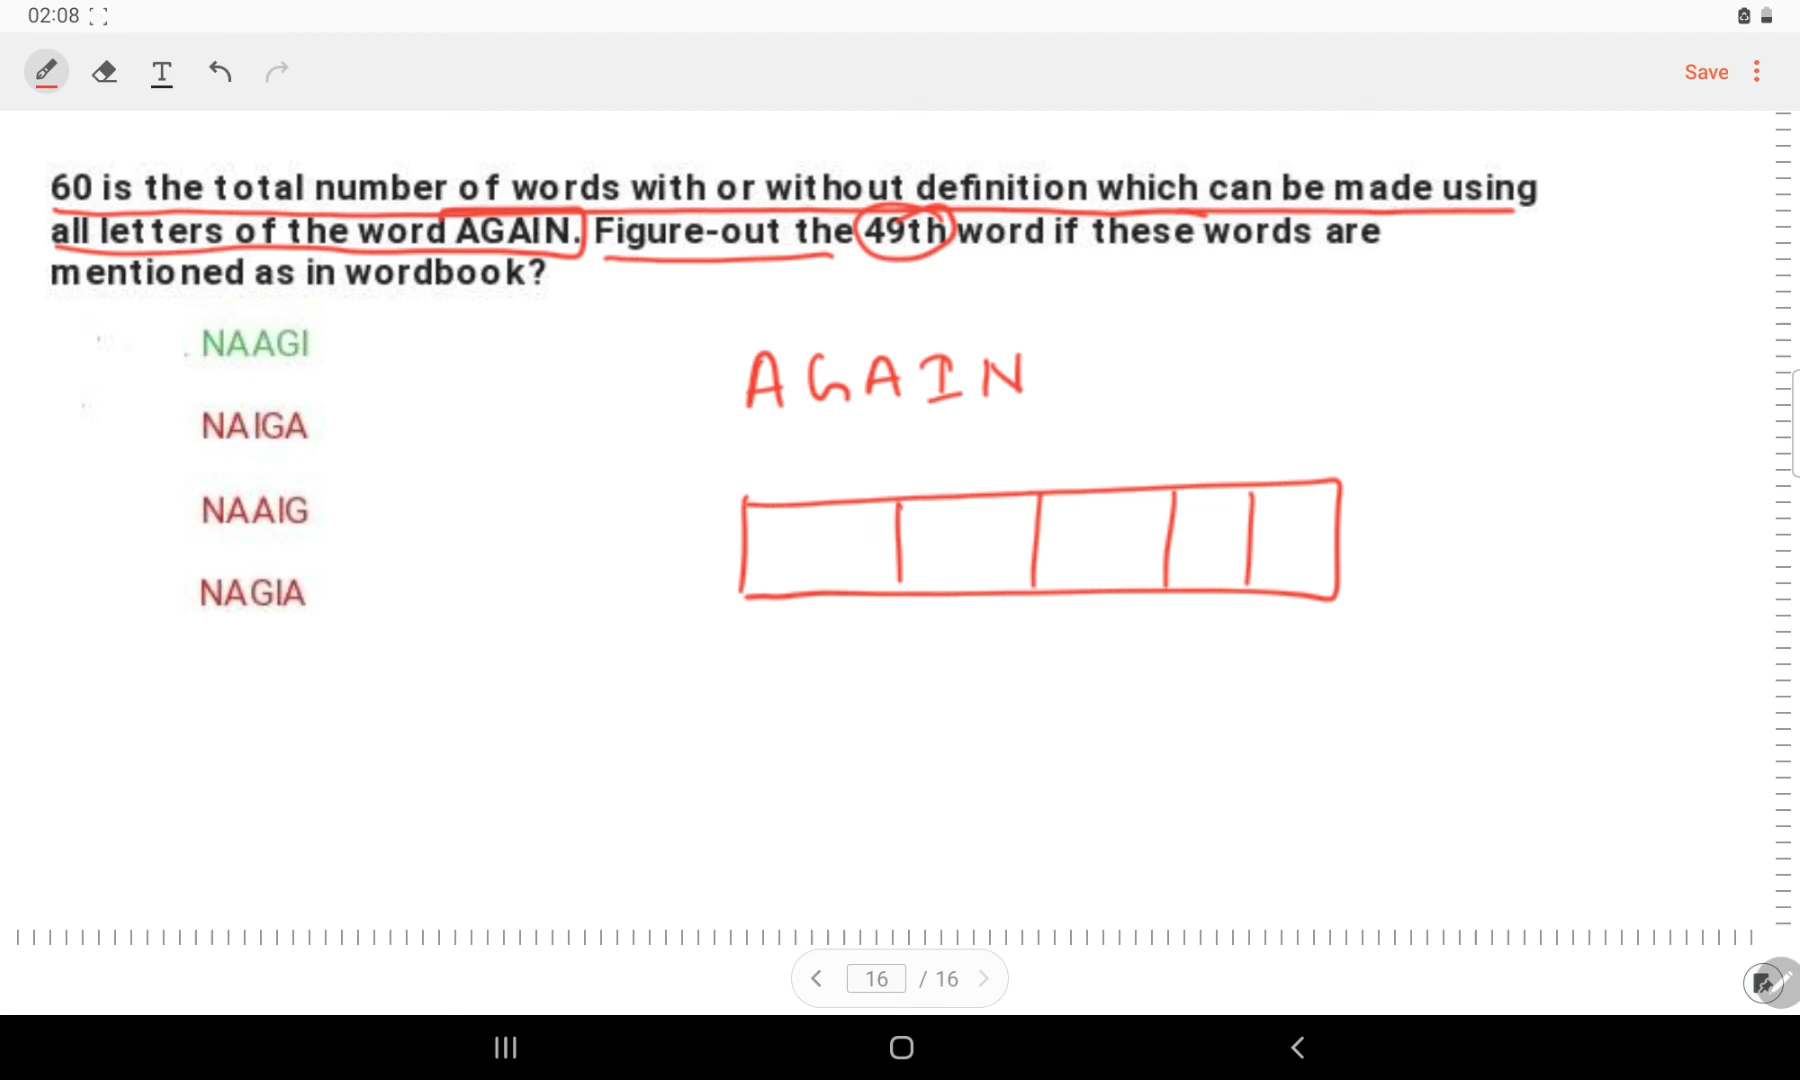 02:08
Save
60 is the total number of words with or without definition which can be made using
all letters of the word AGAIN. Figure-out the 49th word if these words are
mentioned as in wordbook?
NAAGI
NAIGA
NAAIG
NAGIA
AGAIN
16 / 16